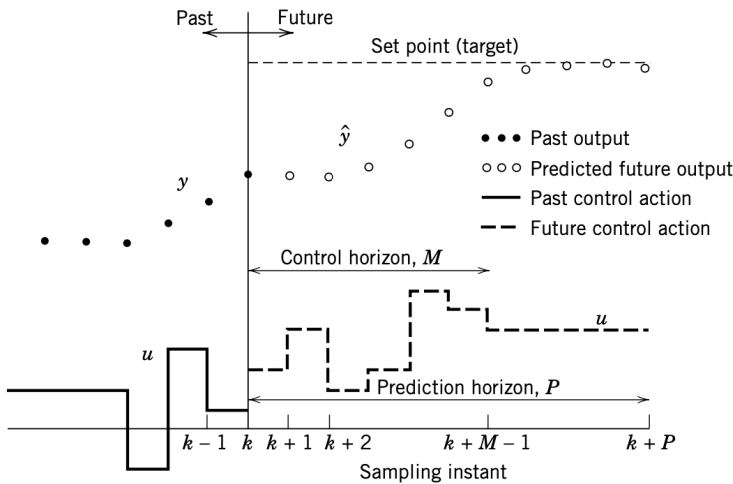 Past Future
Set point (target)
ŷ
Past output
y
Predicted future output
Past control action
Future control action
Control horizon, M
u
u
Prediction horizon, P
k − 1 k k + 1 k + 2 k + M − 1 k + P
Sampling instant